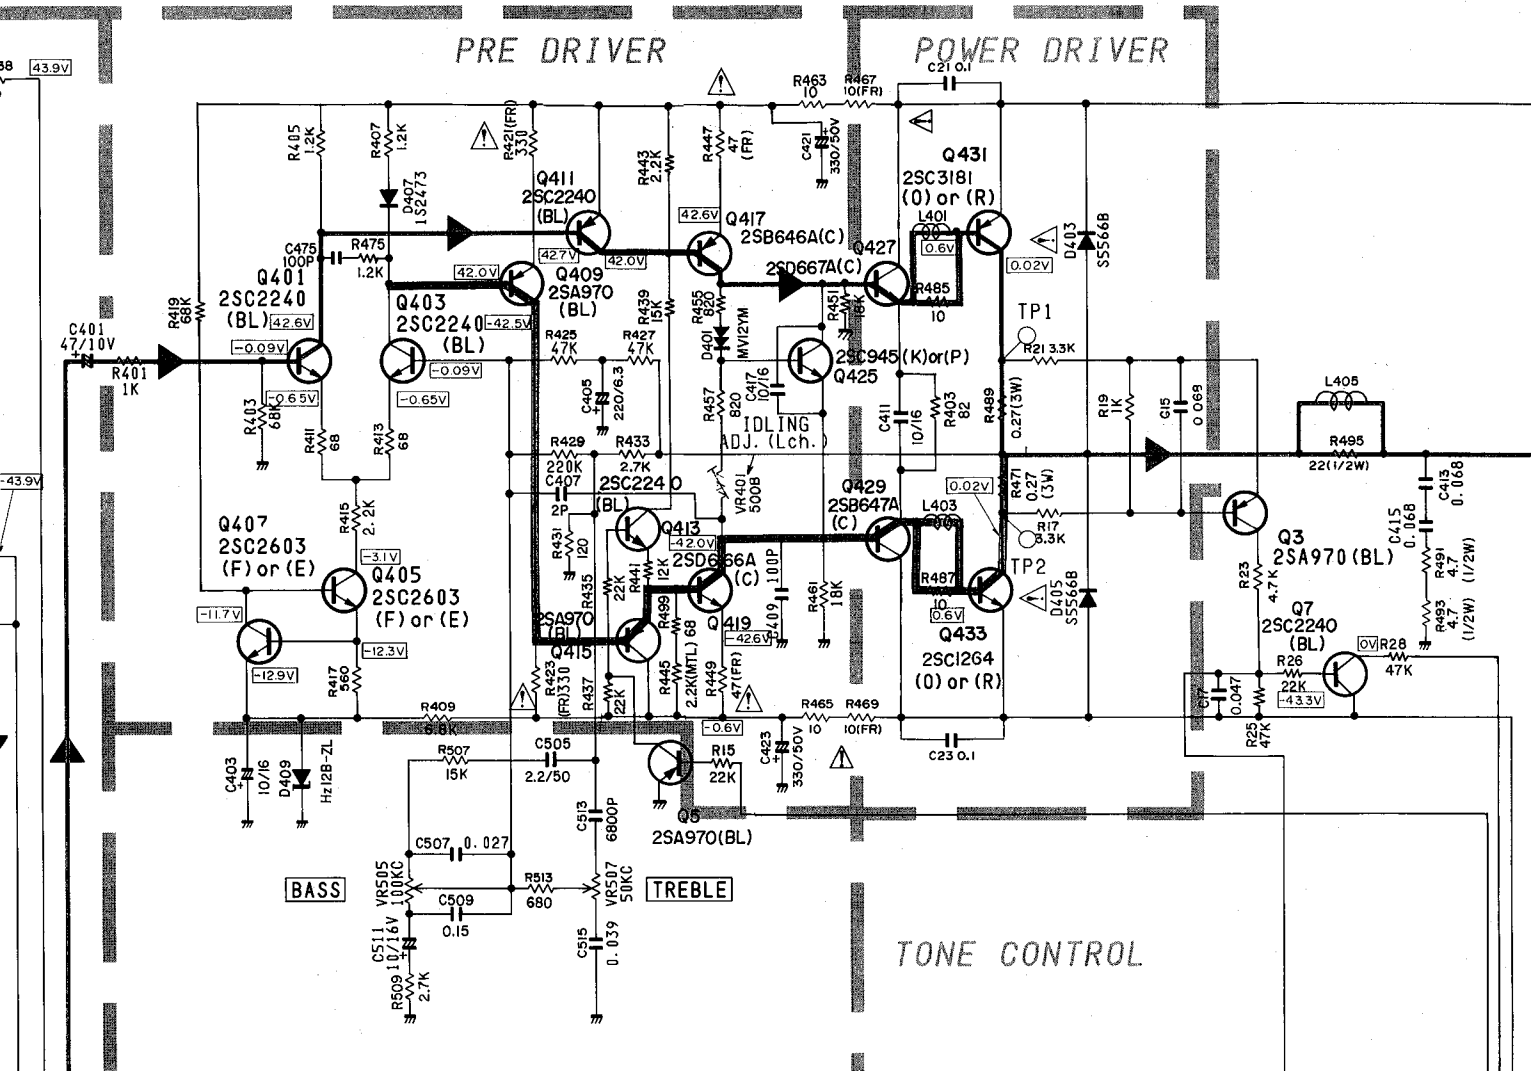 PRE DRIVER
POWER DRIVER
38
43.9V
C21 0.1
R463
10
R467
10(FR)
R405
1.2K
R407
1.2K
R421(FR)
330
R443
2.2K
R447
47
(FR)
C421
330/50V
D407
1S2473
Q411
2SC2240
(BL)
Q431
2SC3181
(O) or (R)
L401
0.6V
42.6V
Q417
2SB646A(C)
Q427
2SD667A(C)
D403
S5566B
0.02V
C475
100P
R475
1.2K
42.7V
42.0V
42.0V
Q409
2SA970
(BL)
Q401
2SC2240
(BL)
42.6V
Q403
2SC2240
(BL)
-42.5V
R419
68K
R439
15K
R455
820
R451
18K
R485
10
TP1
C401
47/10V
R401
1K
-0.09V
-0.09V
R425
47K
R427
47K
D401
MV12YM
2SC945(K)or(P)
Q425
R21 3.3K
L405
-0.65V
-0.65V
R403
68K
R411
68
R413
68
C405
220/6.3
R457
820
C417
10/16
C411
10/16
R403
82
R489
0.27(3W)
R19
1K
C15
0.068
IDLING
ADJ. (Lch.)
R429
220K
R433
2.7K
R495
22(1/2W)
-43.9V
C407
2P
2SC2240
(BL)
VR401
500B
Q429
2SB647A
(C)
0.02V
R471
0.27
(3W)
C413
0.068
C415
0.068
R415
2.2K
Q407
2SC2603
(F) or (E)
-3.1V
R431
120
Q413
-42.0V
2SD666A
(C)
L403
R17
3.3K
Q3
2SA970(BL)
R491
4.7
(1/2W)
Q405
2SC2603
(F) or (E)
R435
22K
R441
12K
C409 100P
R461
18K
R487
10
0.6V
TP2
D405
S5566B
R23
4.7K
R493
4.7
(1/2W)
-11.7V
-12.3V
-12.9V
2SA970
(BL)
Q415
R499
68
Q419
-42.6V
Q433
2SC1264
(O) or (R)
Q7
2SC2240
(BL)
0V
R28
47K
R417
560
R423
(FR)330
R437
22K
R445
2.2K(MTL)
R449
47(FR)
R26
22K
-43.3V
C17
0.047
R25
47K
R409
6.8K
-0.6V
R465
10
R469
10(FR)
C403
10/16
D409
Hz12B-ZL
R507
15K
C505
2.2/50
R15
22K
C423
330/50V
C23 0.1
C513
6800P
Q5
2SA970(BL)
C507
0.027
BASS
VR505
100KC
R513
680
VR507
50KC
TREBLE
C509
0.15
C511
10/16V
C515
0.039
R509
2.7K
TONE CONTROL